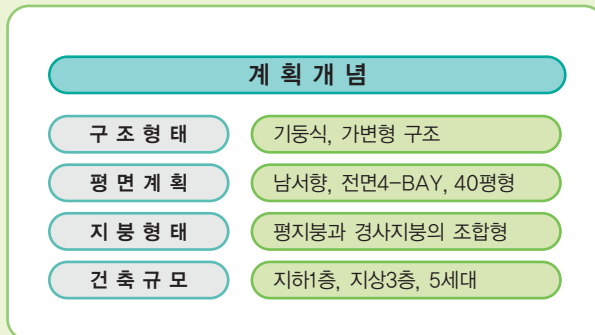 계획개념
구조형태 기둥식, 가변형 구조
평면계획 남서향, 전면4-BAY, 40평형
지붕형태 평지붕과 경사지붕의 조합형
건축규모 지하1층, 지상3층, 5세대